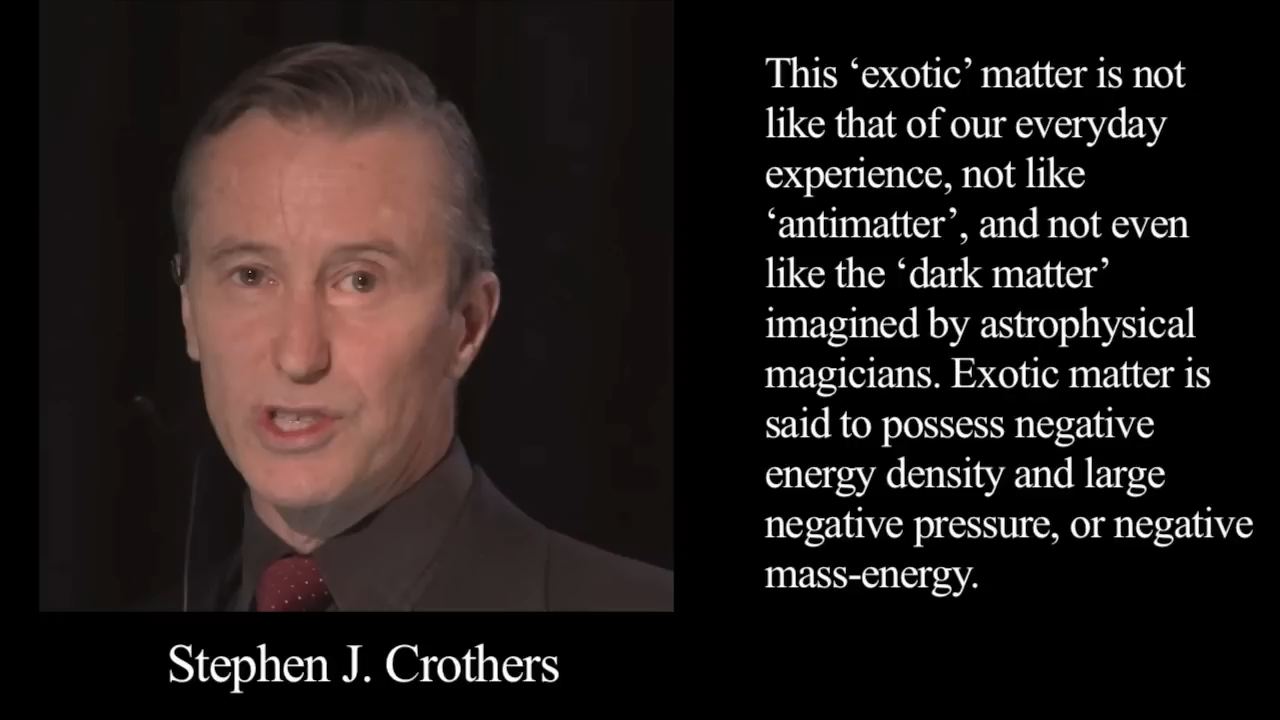 This ‘exotic’ matter is not
like that of our everyday
experience, not like
‘antimatter’, and not even
like the ‘dark matter’
imagined by astrophysical
magicians. Exotic matter is
said to possess negative
energy density and large
negative pressure, or negative
mass-energy.
Stephen J. Crothers